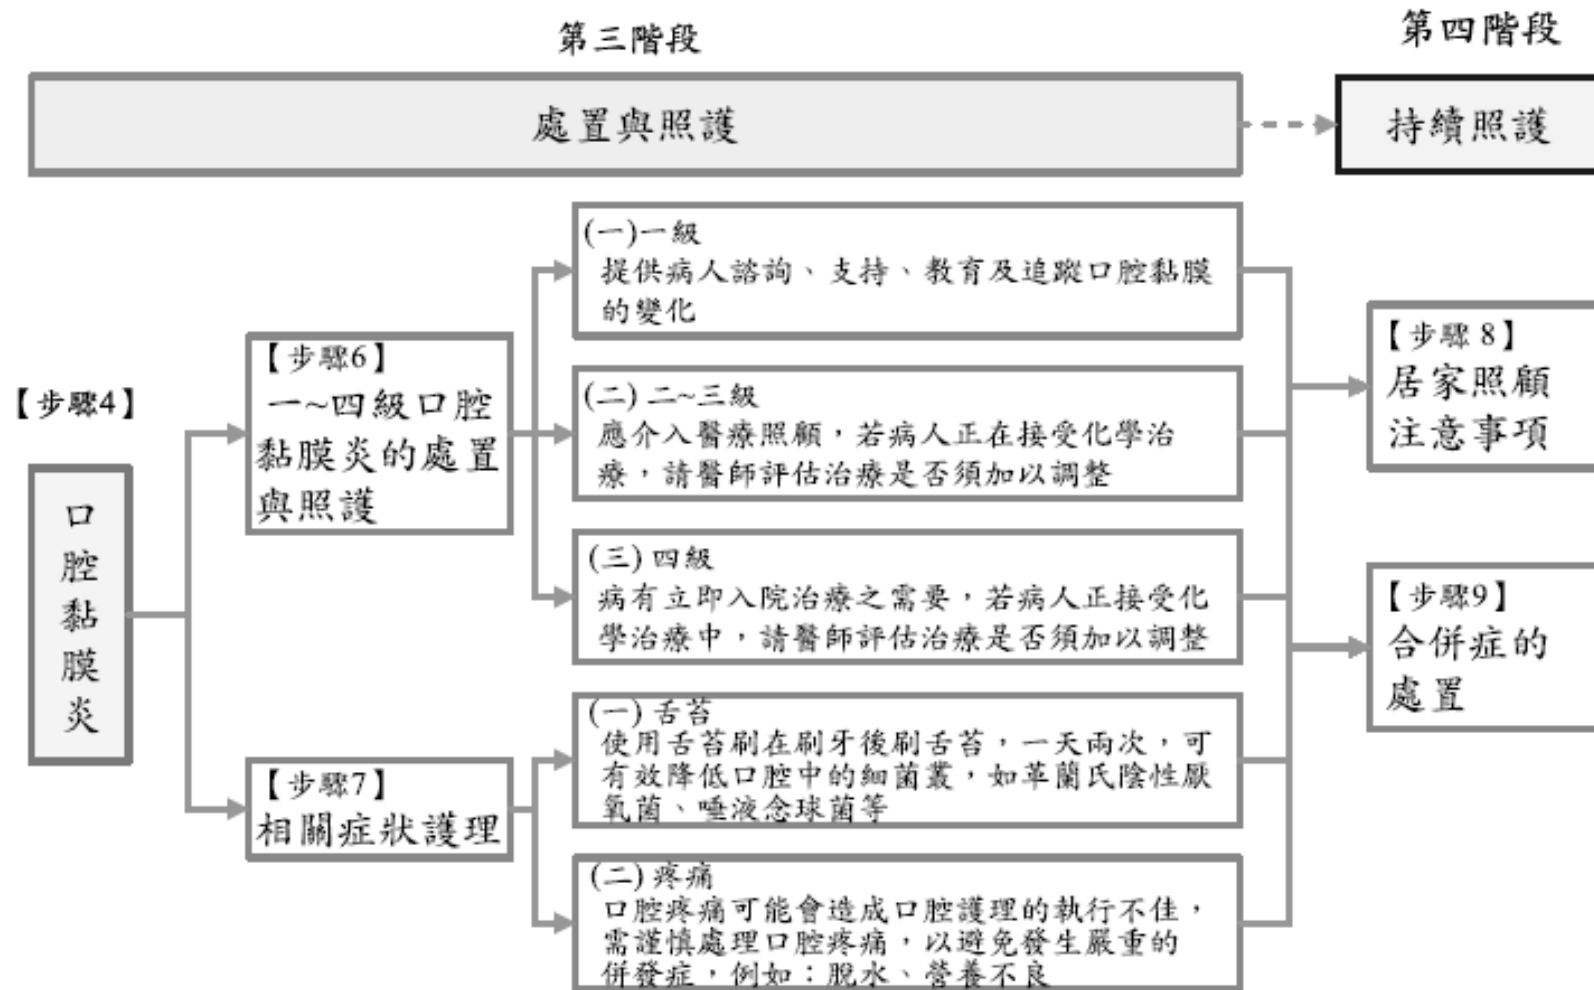 第三階段
第四階段
處置與照護
持續照護
【步驟4】
口
腔
黏
膜
炎
【步驟6】
一~四級口腔
黏膜炎的處置
與照護
【步驟7】
相關症狀護理
(一)一級
提供病人諮詢、支持、教育及追蹤口腔黏膜
的變化
(二) 二~三級
應介入醫療照顧，若病人正在接受化學治
療，請醫師評估治療是否須加以調整
(三) 四級
病有立即入院治療之需要，若病人正接受化
學治療中，請醫師評估治療是否須加以調整
(一) 舌苔
使用舌苔刷在刷牙後刷舌苔，一天兩次，可
有效降低口腔中的細菌叢，如革蘭氏陰性厭
氧菌、唾液念球菌等
(二) 疼痛
口腔疼痛可能會造成口腔護理的執行不佳，
需謹慎處理口腔疼痛，以避免發生嚴重的
併發症，例如：脫水、營養不良
【步驟 8】
居家照顧
注意事項
【步驟9】
合併症的
處置